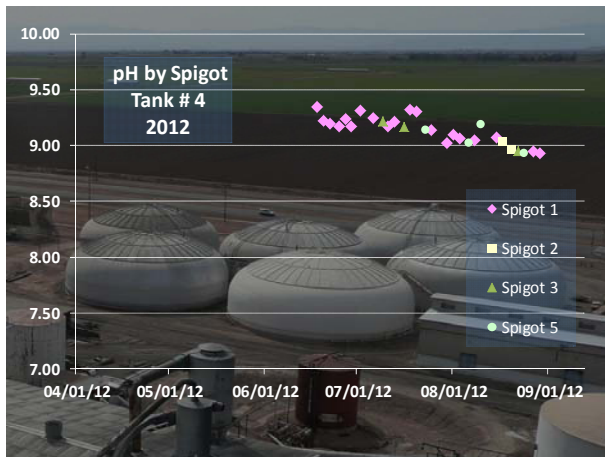 10.00
pH by Spigot
Tank # 4
2012
9.50
9.00
8.50
Spigot 1
Spigot 2
8.00
Spigot 3
7.50
Spigot 5
7.00
04/01/12 05/01/12 06/01/12 07/01/12 08/01/12 09/01/12